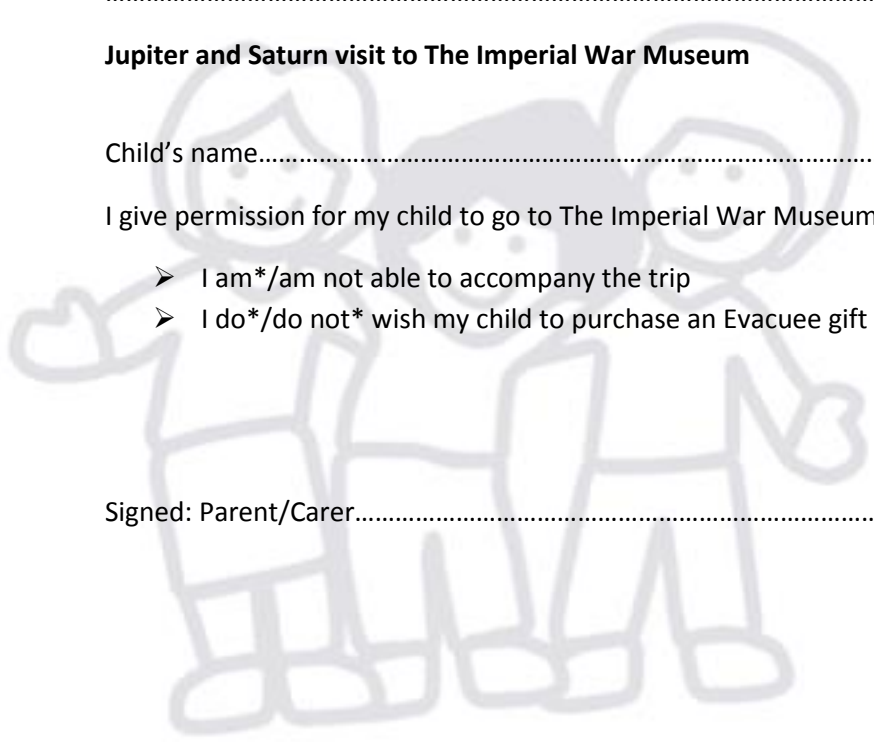 ……………………………………………………………………………………………………
Jupiter and Saturn visit to The Imperial War Museum
Child’s name…………………………………………………………………………………….
I give permission for my child to go to The Imperial War Museum
➢ I am*/am not able to accompany the trip
➢ I do*/do not* wish my child to purchase an Evacuee gift
Signed: Parent/Carer…………………………………………………………………………..